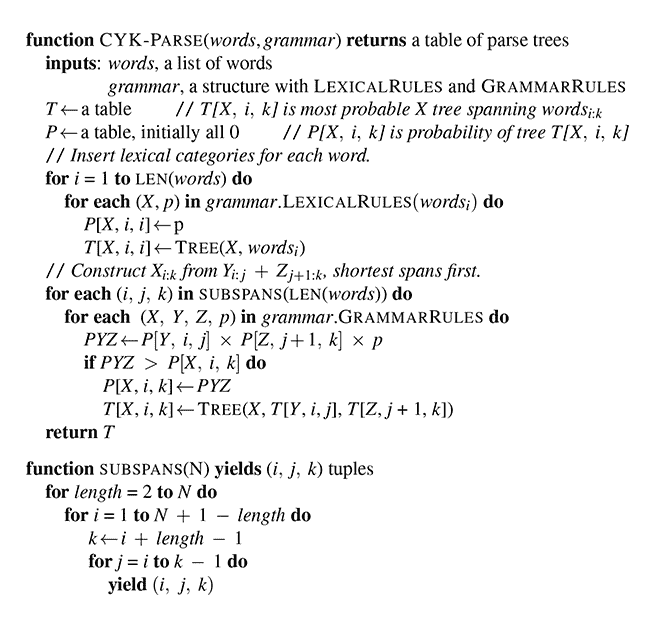 function CYK-PARSE(words, grammar) returns a table of parse trees
inputs: words, a list of words
grammar, a structure with LEXICALRULES and GRAMMARRULES
T ← a table // T[X, i, k] is most probable X tree spanning words_{i:k}
P ← a table, initially all 0 // P[X, i, k] is probability of tree T[X, i, k]
// Insert lexical categories for each word.
for i = 1 to LEN(words) do
for each (X, p) in grammar.LEXICALRULES(words_i) do
P[X, i, i] ← p
T[X, i, i] ← TREE(X, words_i)
// Construct X_{i:k} from Y_{i:j} + Z_{j+1:k}, shortest spans first.
for each (i, j, k) in SUBSPANS(LEN(words)) do
for each (X, Y, Z, p) in grammar.GRAMMARRULES do
PYZ ← P[Y, i, j] × P[Z, j+1, k] × p
if PYZ > P[X, i, k] do
P[X, i, k] ← PYZ
T[X, i, k] ← TREE(X, T[Y, i, j], T[Z, j + 1, k])
return T
function SUBSPANS(N) yields (i, j, k) tuples
for length = 2 to N do
for i = 1 to N + 1 − length do
k ← i + length − 1
for j = i to k − 1 do
yield (i, j, k)